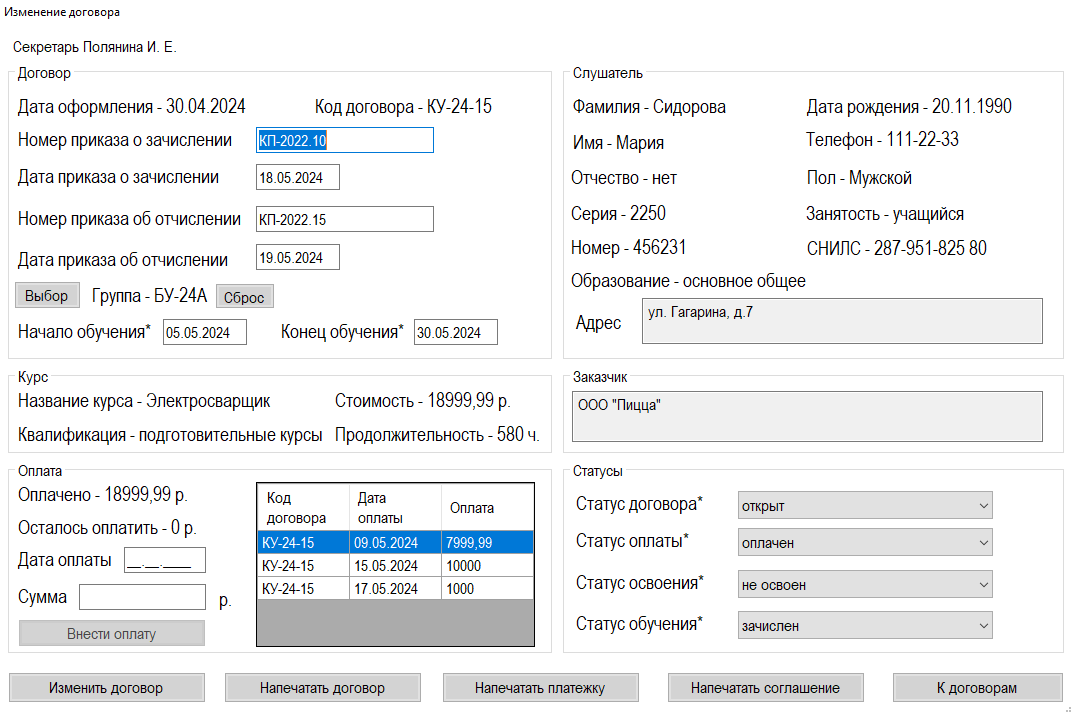 Изменение договора
Секретарь Полянина И. Е.
Договор
Дата оформления - 30.04.2024 Код договора - КУ-24-15
Номер приказа о зачислении КП-2022.10
Дата приказа о зачислении 18.05.2024
Номер приказа об отчислении КП-2022.15
Дата приказа об отчислении 19.05.2024
Выбор Группа - БУ-24А Сброс
Начало обучения* 05.05.2024 Конец обучения* 30.05.2024
Слушатель
Фамилия - Сидорова Дата рождения - 20.11.1990
Имя - Мария Телефон - 111-22-33
Отчество - нет Пол - Мужской
Серия - 2250 Занятость - учащийся
Номер - 456231 СНИЛС - 287-951-825 80
Образование - основное общее
Адрес ул. Гагарина, д.7
Курс
Название курса - Электросварщик Стоимость - 18999,99 р.
Квалификация - подготовительные курсы Продолжительность - 580 ч.
Заказчик
ООО "Пицца"
Оплата
Оплачено - 18999,99 р.
Осталось оплатить - 0 р.
Дата оплаты __.__.____
Сумма р.
Внести оплату
Код договора Дата оплаты Оплата
КУ-24-15 09.05.2024 7999,99
КУ-24-15 15.05.2024 10000
КУ-24-15 17.05.2024 1000
Статусы
Статус договора* открыт
Статус оплаты* оплачен
Статус освоения* не освоен
Статус обучения* зачислен
Изменить договор Напечатать договор Напечатать платежку Напечатать соглашение К договорам